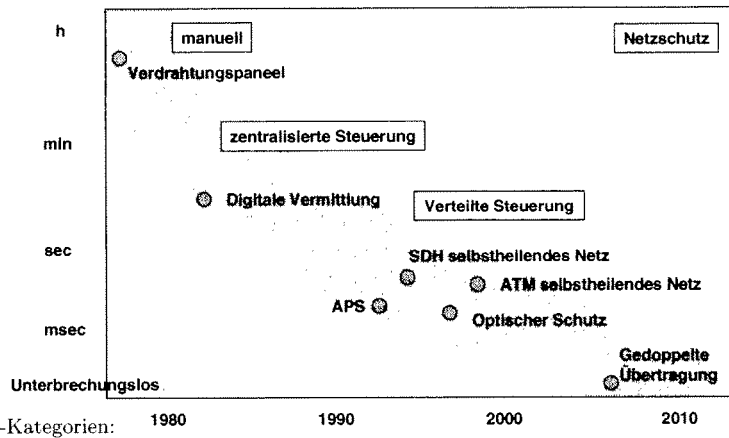 h
manuell
Netzschutz
Verdrahtungspaneel
min
zentralisierte Steuerung
Digitale Vermittlung
Verteilte Steuerung
sec
SDH selbstheilendes Netz
ATM selbstheilendes Netz
APS
Optischer Schutz
msec
Gedoppelte
Übertragung
Unterbrechungslos
1980
1990
2000
2010
-Kategorien: